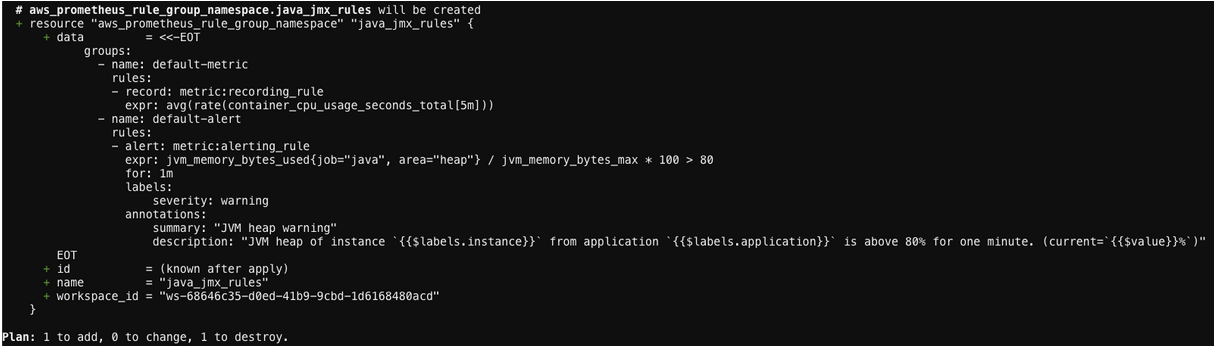 # aws_prometheus_rule_group_namespace.java_jmx_rules will be created
+ resource "aws_prometheus_rule_group_namespace" "java_jmx_rules" {
+ data = <<-EOT
groups:
- name: default-metric
rules:
- record: metric:recording_rule
expr: avg(rate(container_cpu_usage_seconds_total[5m]))
- name: default-alert
rules:
- alert: metric:alerting_rule
expr: jvm_memory_bytes_used{job="java", area="heap"} / jvm_memory_bytes_max * 100 > 80
for: 1m
labels:
severity: warning
annotations:
summary: "JVM heap warning"
description: "JVM heap of instance `{{$labels.instance}}` from application `{{$labels.application}}` is above 80% for one minute. (current=`{{$value}}%`)"
EOT
+ id = (known after apply)
+ name = "java_jmx_rules"
+ workspace_id = "ws-68646c35-d0ed-41b9-9cbd-1d6168480acd"
}
Plan: 1 to add, 0 to change, 1 to destroy.